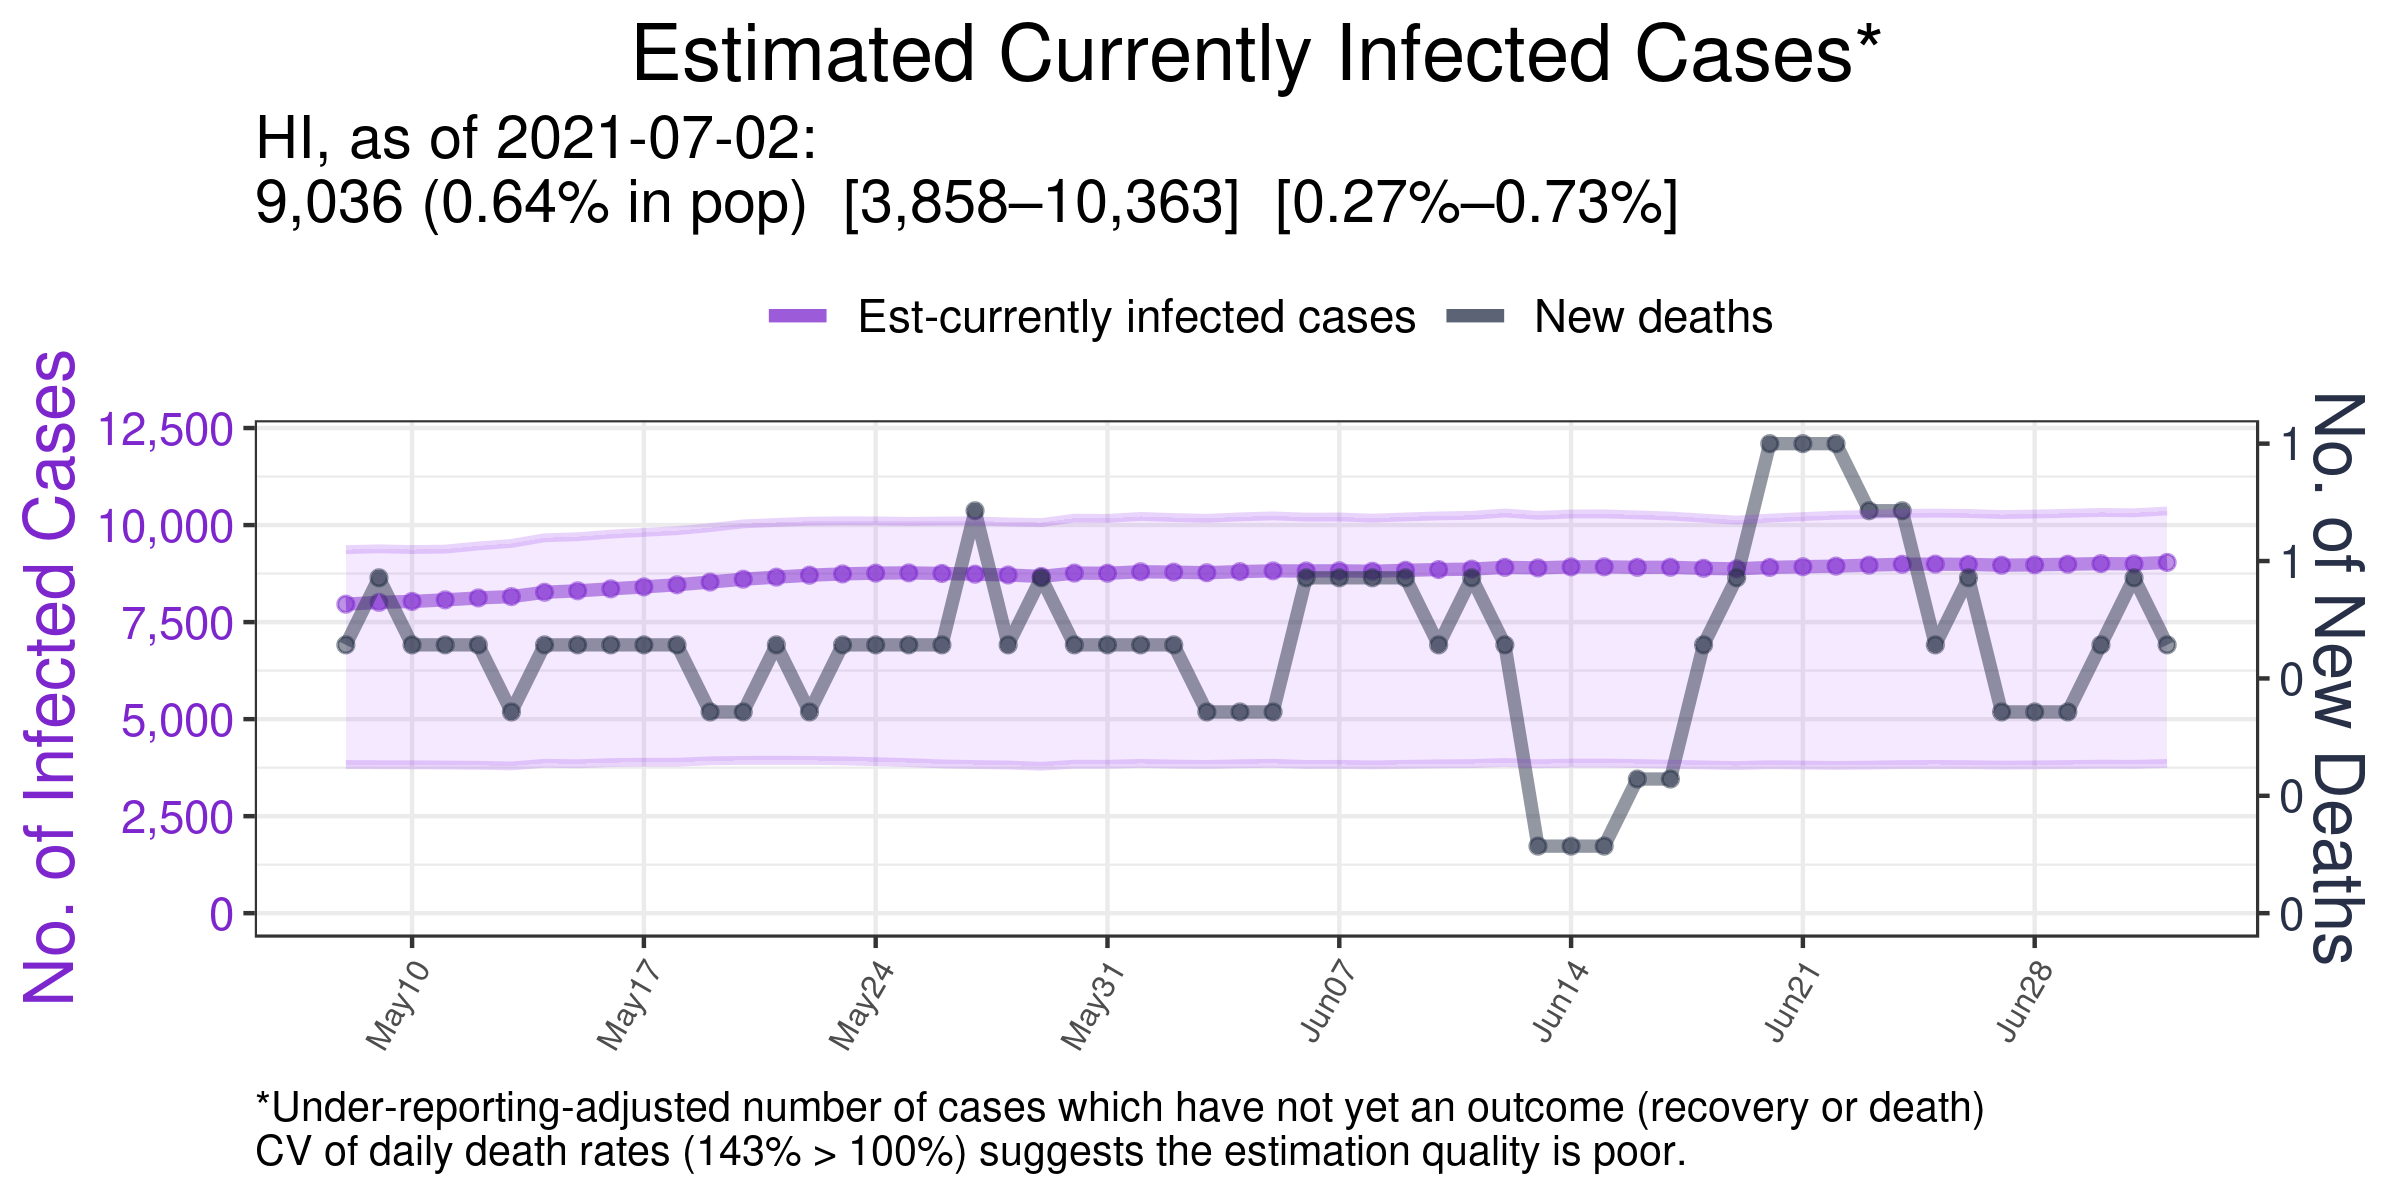 Estimated Currently Infected Cases*
HI, as of 2021-07-02:
9,036 (0.64% in pop)  [3,858–10,363]  [0.27%–0.73%]
Est-currently infected cases
New deaths
No. of Infected Cases
12,500
10,000
7,500
5,000
2,500
0
1
1
0
0
0
No. of New Deaths
May10
May17
May24
May31
Jun07
Jun14
Jun21
Jun28
*Under-reporting-adjusted number of cases which have not yet an outcome (recovery or death)
CV of daily death rates (143% > 100%) suggests the estimation quality is poor.